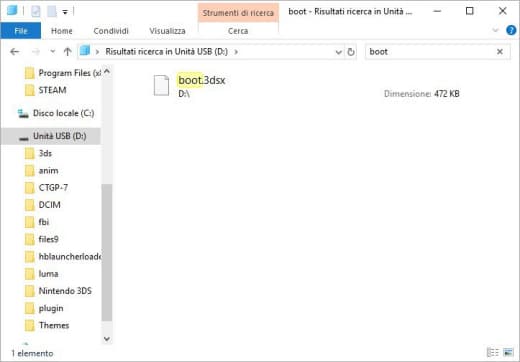 Strumenti di ricerca
boot - Risultati ricerca in Unità ...
File
Home
Condividi
Visualizza
Cerca
Risultati ricerca in Unità USB (D:)
boot
Program Files (x8
STEAM
Disco locale (C:)
Unità USB (D:)
3ds
anim
CTGP-7
DCIM
fbi
files9
hblauncherloade
luma
Nintendo 3DS
plugin
Themes
boot.3dsx
D:\
Dimensione: 472 KB
1 elemento